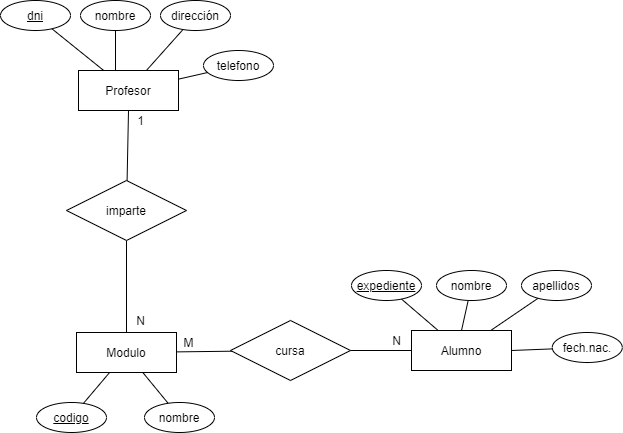 dni
nombre
dirección
telefono
Profesor
1
imparte
N
Modulo
M
cursa
N
Alumno
expediente
nombre
apellidos
fech.nac.
codigo
nombre